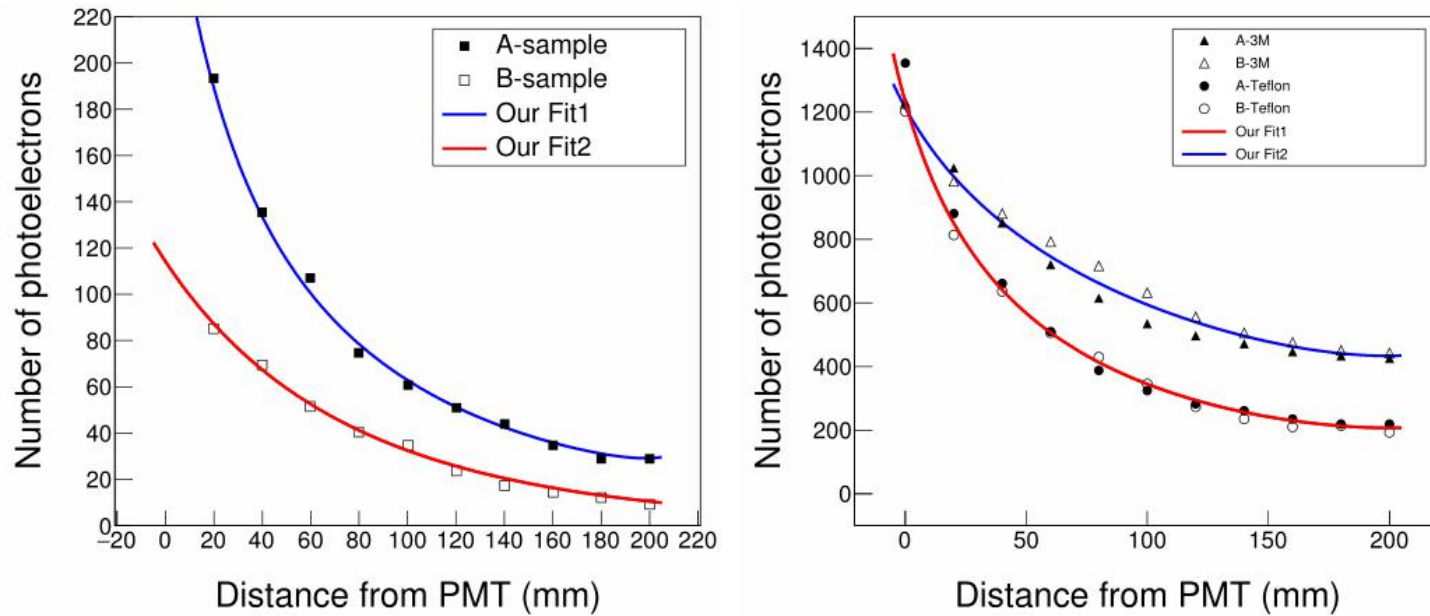 220
200
180
160
140
120
100
80
60
40
20
0
−20 0 20 40 60 80 100 120 140 160 180 200 220
Number of photoelectrons
Distance from PMT (mm)
A-sample
B-sample
Our Fit1
Our Fit2
1400
1200
1000
800
600
400
200
0
0 50 100 150 200
Number of photoelectrons
Distance from PMT (mm)
A-3M
B-3M
A-Teflon
B-Teflon
Our Fit1
Our Fit2